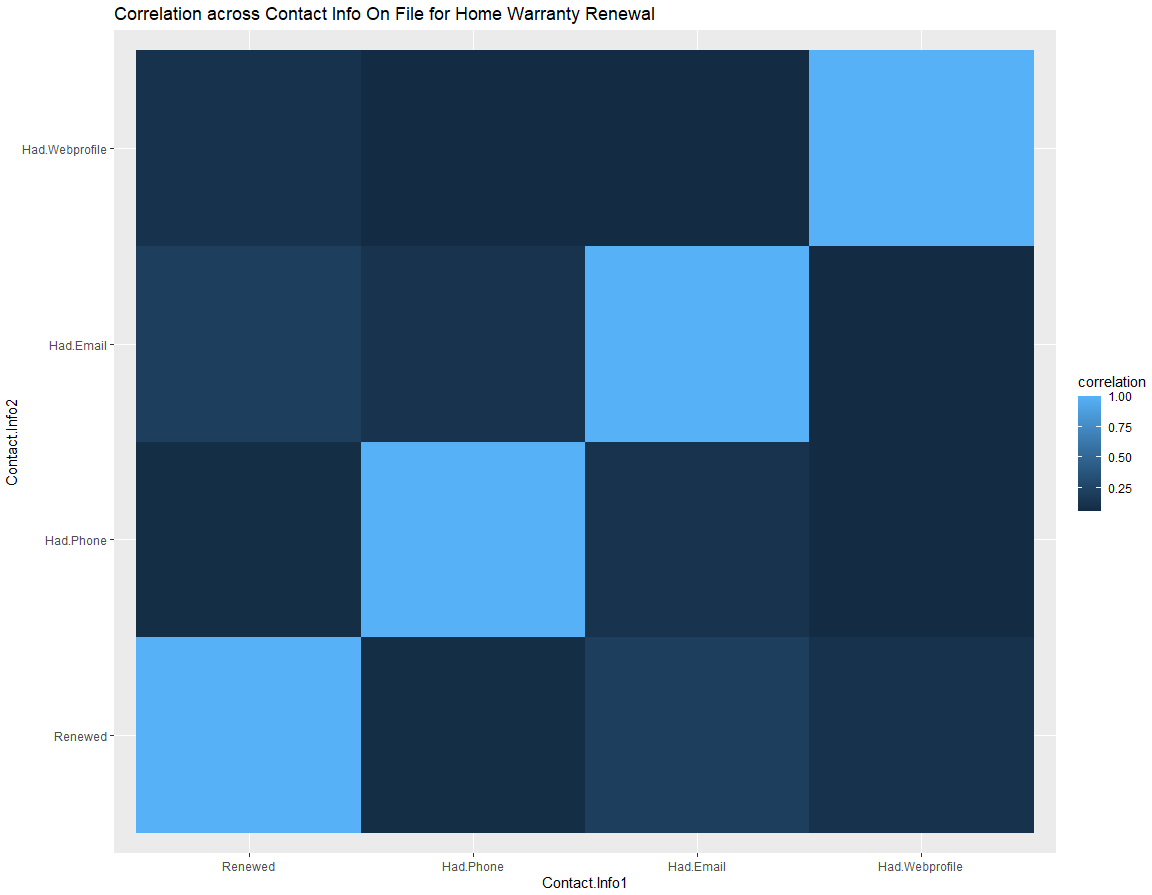 Correlation across Contact Info On File for Home Warranty Renewal
Contact.Info2
Had.Webprofile
Had.Email
Had.Phone
Renewed
Renewed
Had.Phone
Had.Email
Had.Webprofile
Contact.Info1
correlation
1.00
0.75
0.50
0.25